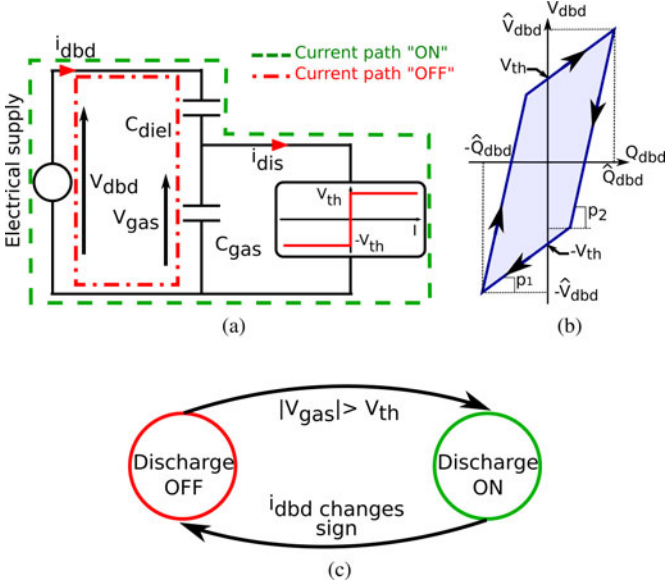 i_dbd
Current path "ON"
Current path "OFF"
Electrical supply
V_dbd
C_diel
V_gas
C_gas
i_dis
V_th
I
-V_th
(a)
V_dbd
V̂_dbd
V_th
-Q̂_dbd
Q_dbd
Q̂_dbd
p_2
-V_th
p_1
-V̂_dbd
(b)
|V_gas|> V_th
Discharge
OFF
Discharge
ON
i_dbd changes
sign
(c)